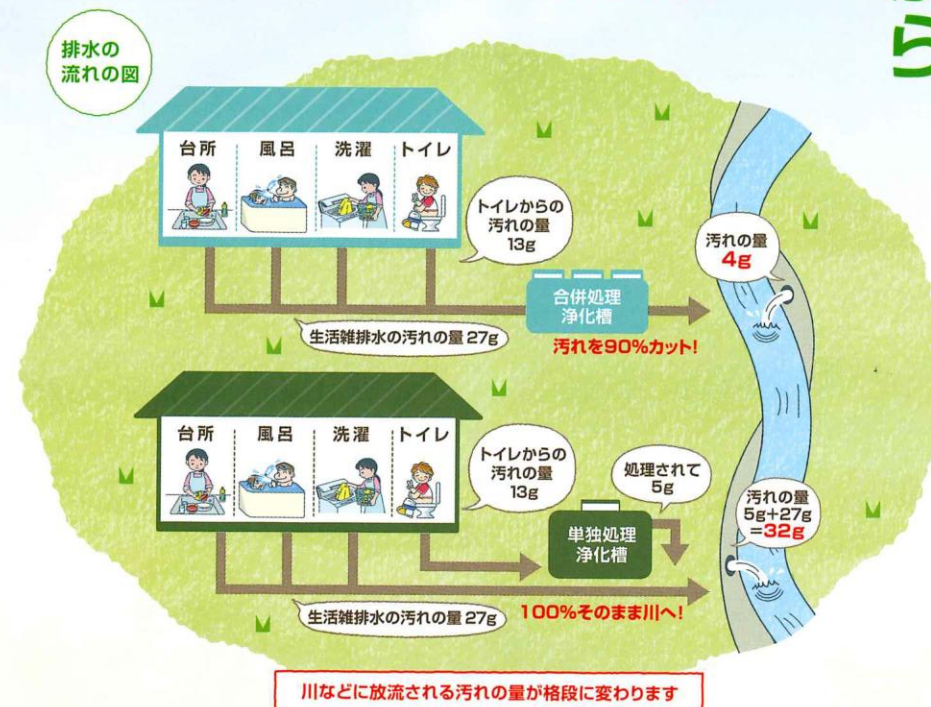 ら
排水の
流れの図
台所 風呂 洗濯 トイレ
トイレからの
汚れの量
13g
汚れの量
4g
合併処理
浄化槽
生活雑排水の汚れの量 27g
汚れを90%カット!
台所 風呂 洗濯 トイレ
トイレからの
汚れの量
13g
処理されて
5g
汚れの量
5g+27g
=32g
単独処理
浄化槽
生活雑排水の汚れの量 27g
100%そのまま川へ!
川などに放流される汚れの量が格段に変わります